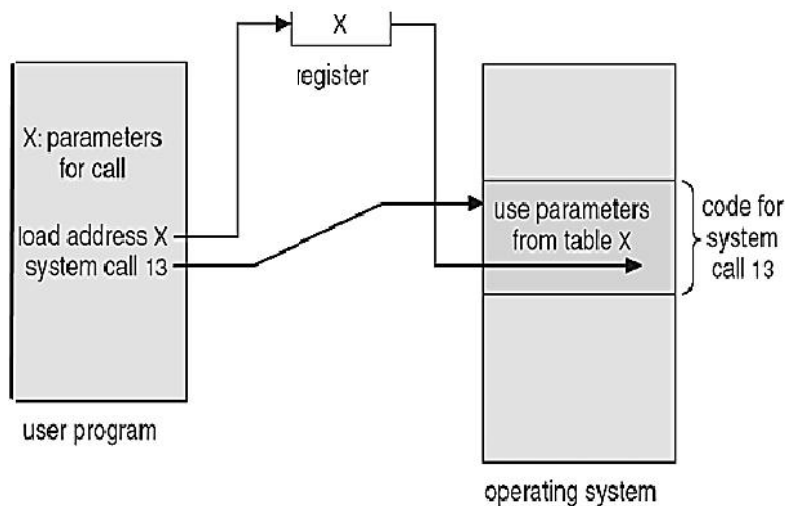 X
register
X: parameters
for call
load address X
system call 13
user program
use parameters
from table X
code for
system
call 13
operating system